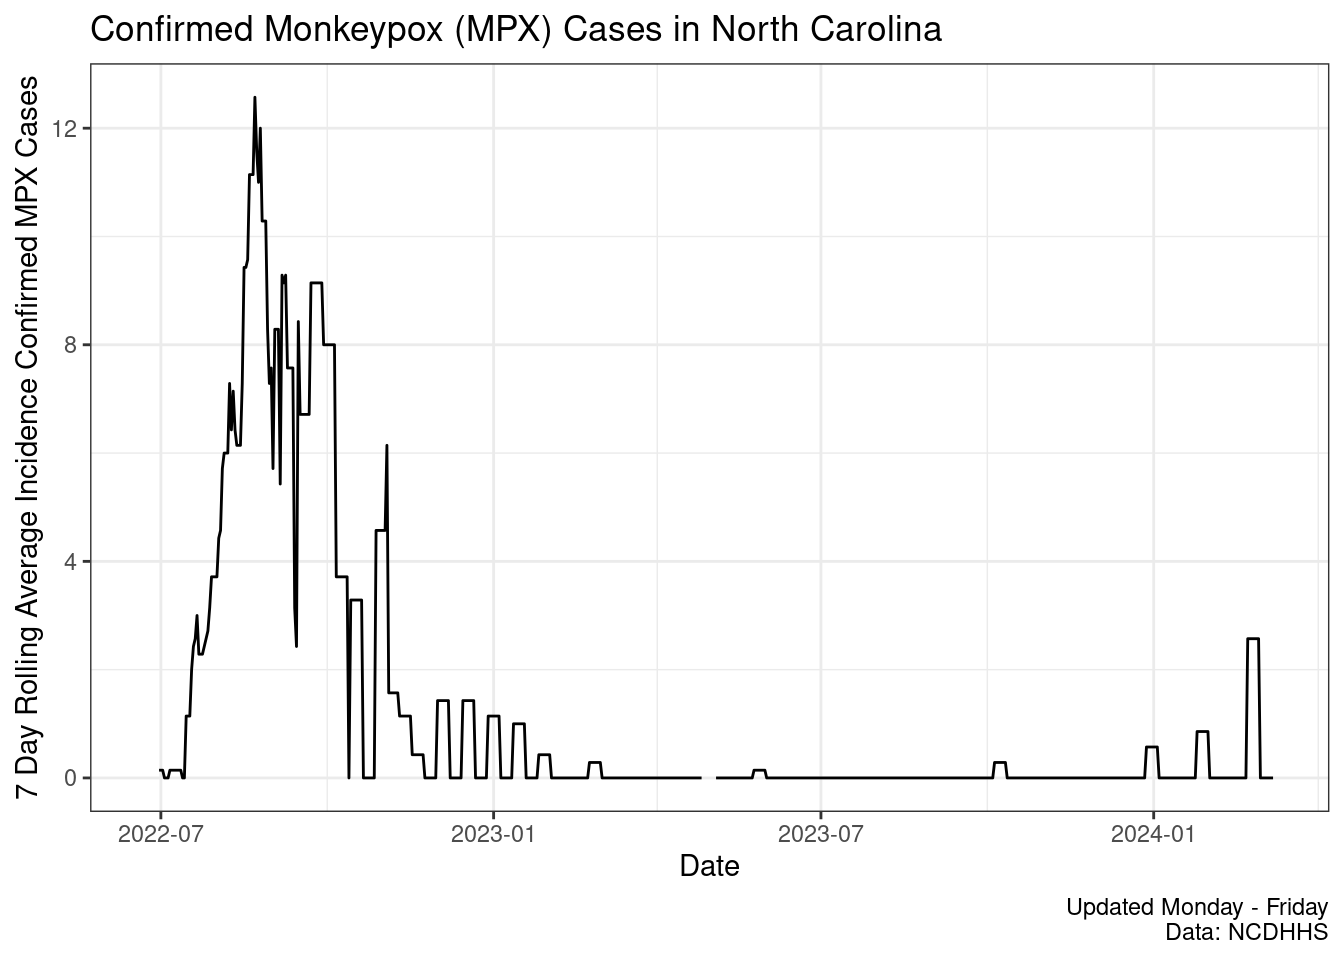 Confirmed Monkeypox (MPX) Cases in North Carolina
7 Day Rolling Average Incidence Confirmed MPX Cases
12
8
4
0
2022-07 2023-01 2023-07 2024-01
Date
Updated Monday - Friday
Data: NCDHHS